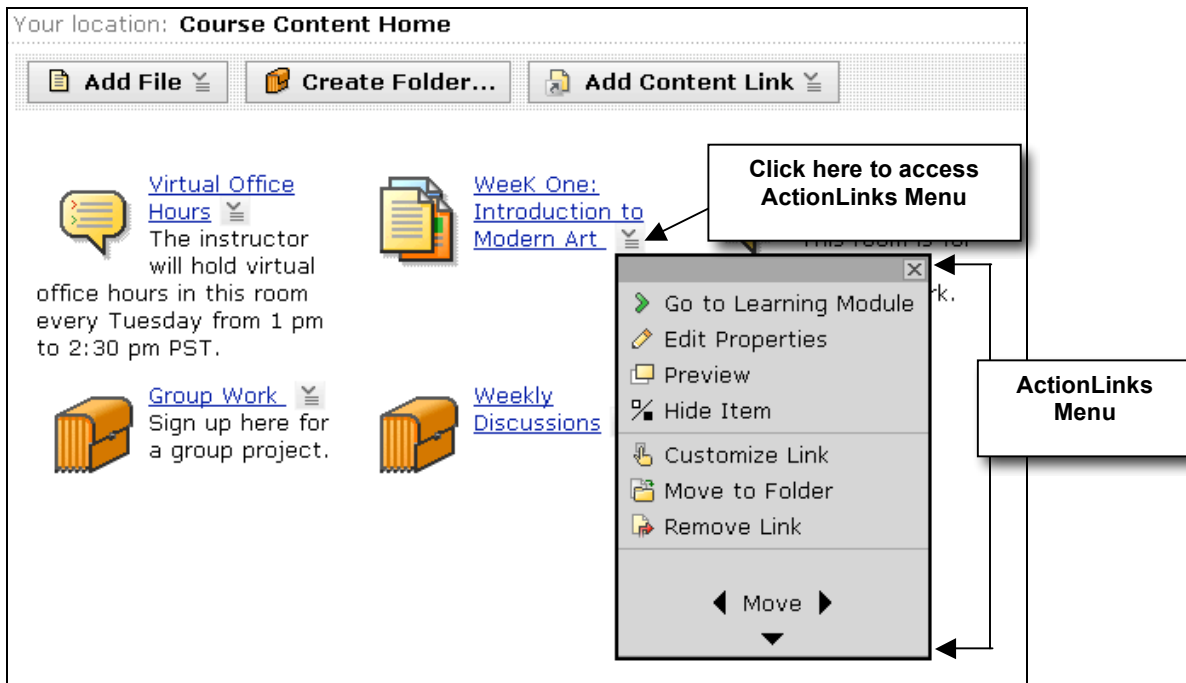 Your location: Course Content Home
Add File
Create Folder...
Add Content Link
Click here to access
ActionLinks Menu
Virtual Office
Hours
The instructor
will hold virtual
office hours in this room
every Tuesday from 1 pm
to 2:30 pm PST.
WeeK One:
Introduction to
Modern Art
This room is for
k.
Go to Learning Module
Edit Properties
Preview
Hide Item
Customize Link
Move to Folder
Remove Link
Move
ActionLinks
Menu
Group Work
Sign up here for
a group project.
Weekly
Discussions